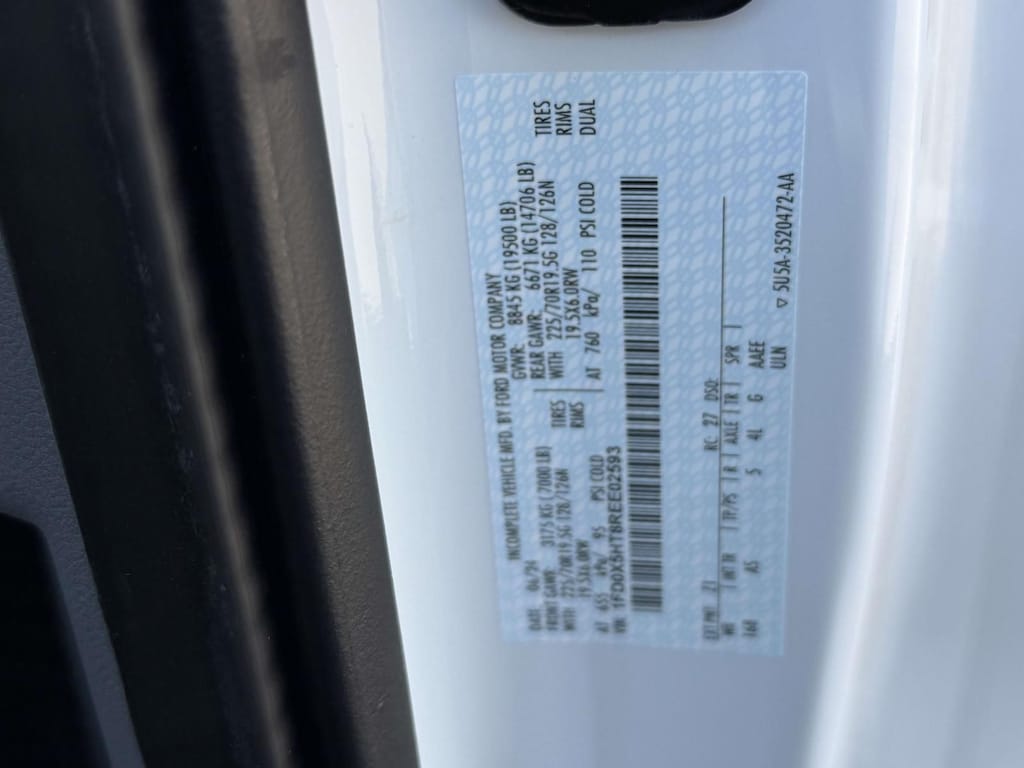 INCOMPLETE VEHICLE MFD. BY FORD MOTOR COMPANY
DATE: 06/24 GVWR: 8845 KG (19500 LB)
FRONT GAWR: 3175 KG (7000 LB) REAR GAWR: 6671 KG (14706 LB)
WITH 225/70R19.5G 128/126N TIRES WITH 225/70R19.5G 128/126N TIRES
19.5X6.0RW RIMS 19.5X6.0RW RIMS
AT 655 kPa/ 95 PSI COLD AT 760 kPa/ 110 PSI COLD DUAL
VIN: 1FD0X5HT8REE02593
EXT PNT: Z1 RC: 27 DSO:
WB INT TR TP/PS R AXLE TR SPR
168 AS 5 4L G AAEE
ULN
▽ 5U5A-3520472-AA